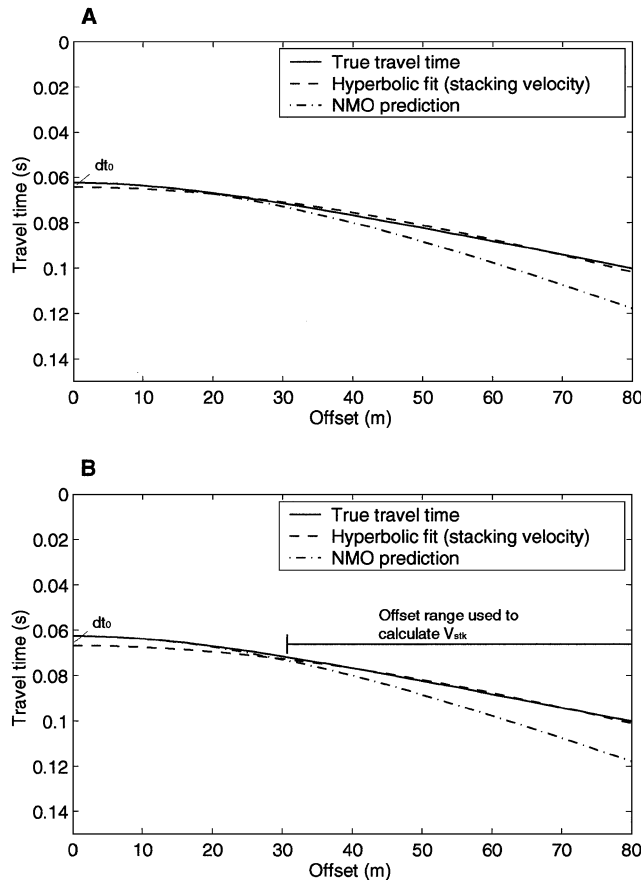 A
True travel time
Hyperbolic fit (stacking velocity)
NMO prediction
dt₀
Travel time (s)
0
0.02
0.04
0.06
0.08
0.1
0.12
0.14
0 10 20 30 40 50 60 70 80
Offset (m)
B
True travel time
Hyperbolic fit (stacking velocity)
NMO prediction
Offset range used to
calculate Vstk
dt₀
Travel time (s)
0
0.02
0.04
0.06
0.08
0.1
0.12
0.14
0 10 20 30 40 50 60 70 80
Offset (m)